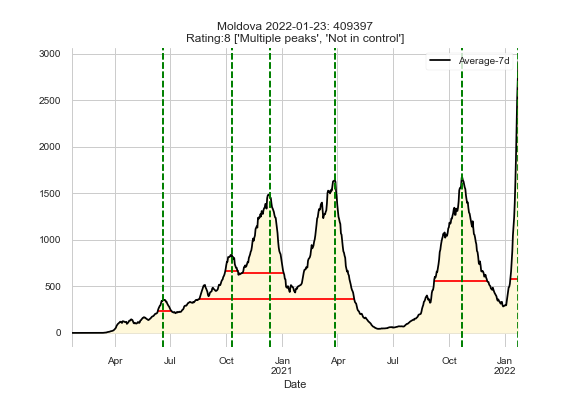 Moldova 2022-01-23: 409397
Rating:8 ['Multiple peaks', 'Not in control']
Average-7d
3000
2500
2000
1500
1000
500
0
Apr Jul Oct Jan Apr Jul Oct Jan
2021 2022
Date